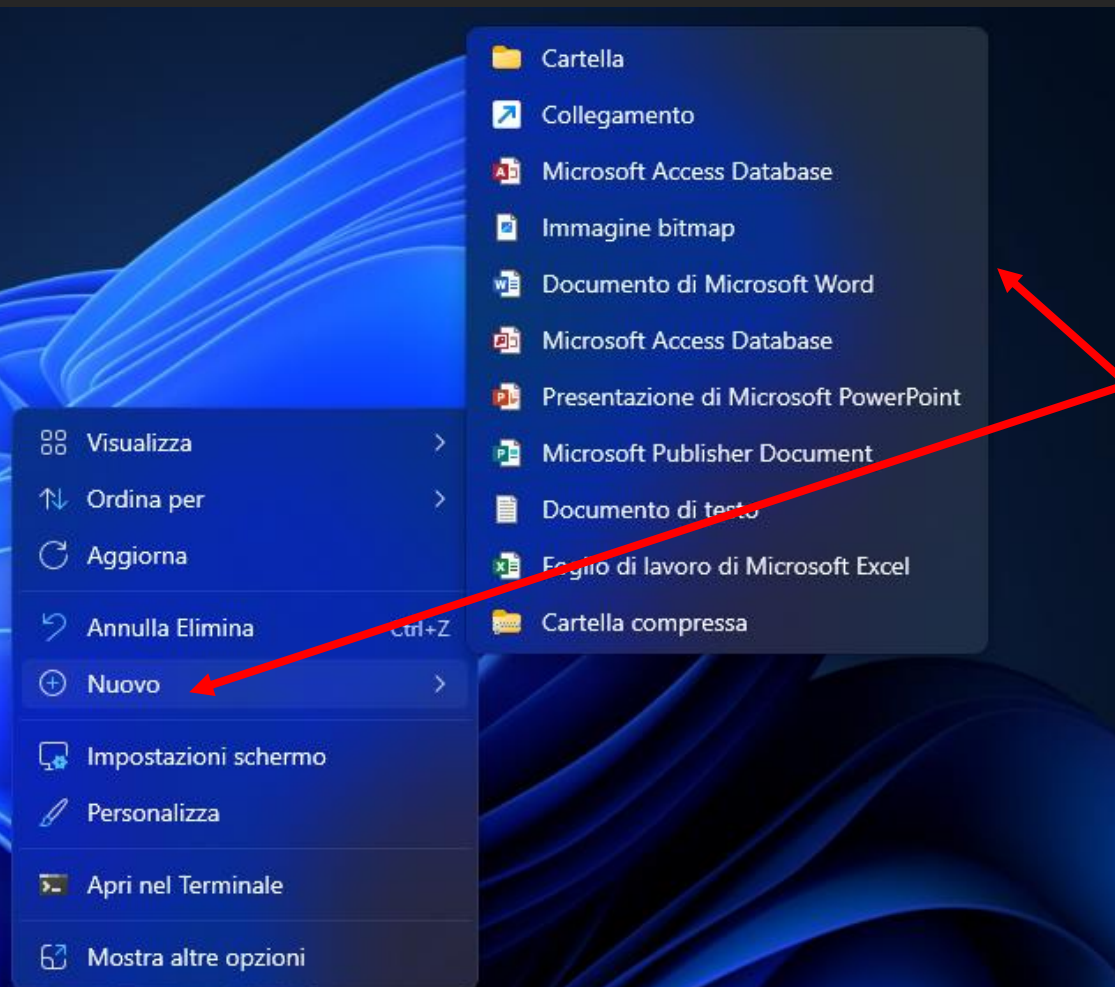 Cartella
Collegamento
Microsoft Access Database
Immagine bitmap
Documento di Microsoft Word
Microsoft Access Database
Presentazione di Microsoft PowerPoint
Microsoft Publisher Document
Documento di testo
Foglio di lavoro di Microsoft Excel
Cartella compressa
Visualizza
Ordina per
Aggiorna
Annulla Elimina Ctrl+Z
Nuovo
Impostazioni schermo
Personalizza
Apri nel Terminale
Mostra altre opzioni